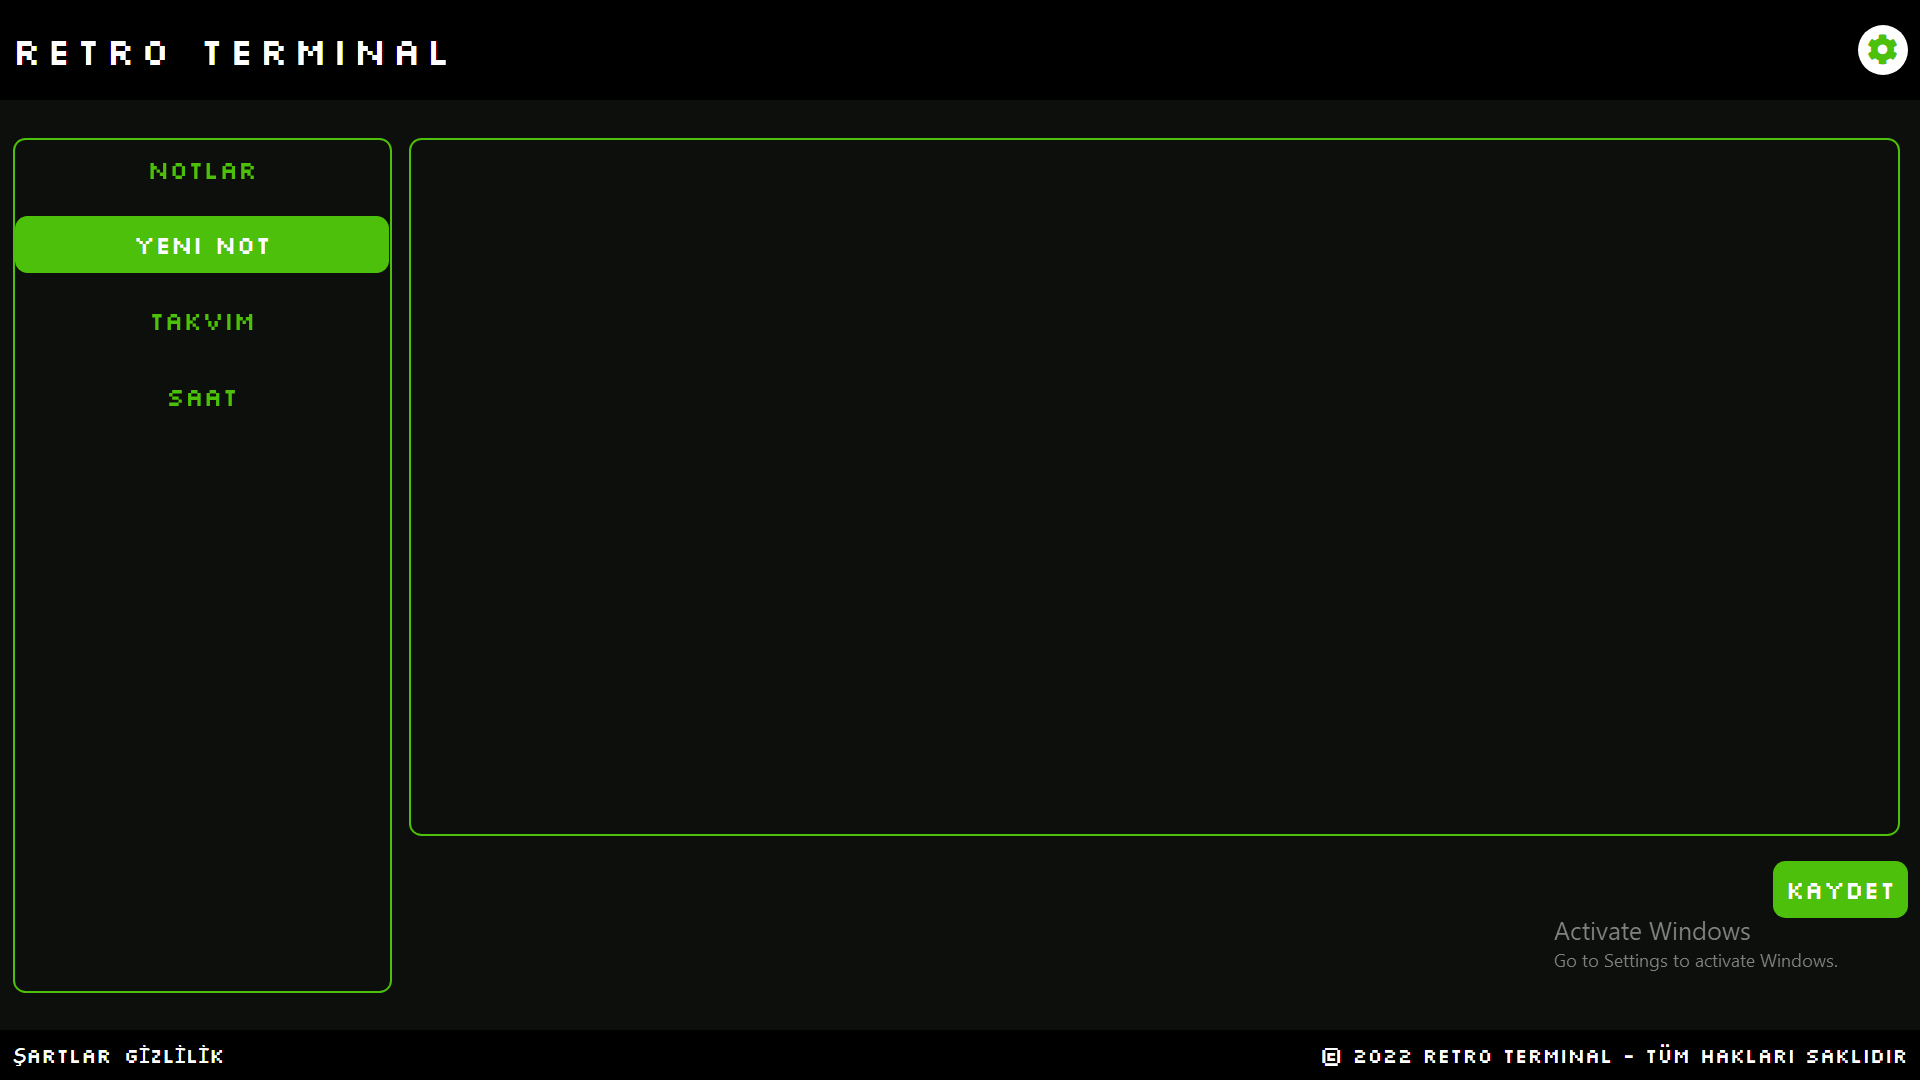 RETRO TERMINAL
NOTLAR
YENI NOT
TAKVIM
SAAT
KAYDET
Activate Windows
Go to Settings to activate Windows.
ŞARTLAR GİZLİLİK
© 2022 RETRO TERMINAL - TÜM HAKLARI SAKLIDIR